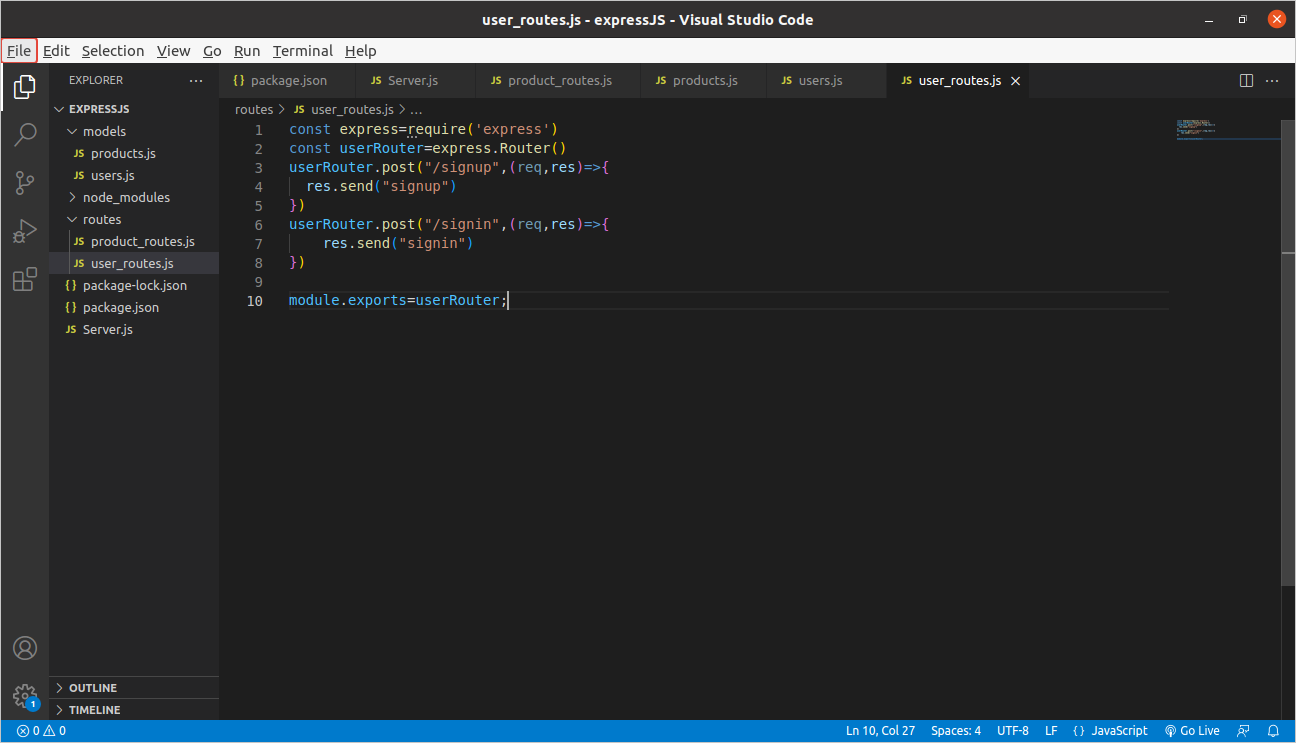 user_routes.js - expressJS - Visual Studio Code
File Edit Selection View Go Run Terminal Help
EXPLORER
EXPRESSJS
models
JS products.js
JS users.js
node_modules
routes
JS product_routes.js
JS user_routes.js
{} package-lock.json
{} package.json
JS Server.js
OUTLINE
TIMELINE
1
{} package.json JS Server.js JS product_routes.js JS products.js JS users.js JS user_routes.js
routes > JS user_routes.js > ...
1 const express=require('express')
2 const userRouter=express.Router()
3 userRouter.post("/signup",(req,res)=>{
4 res.send("signup")
5 })
6 userRouter.post("/signin",(req,res)=>{
7 res.send("signin")
8 })
9
10 module.exports=userRouter;
0 0 Ln 10, Col 27 Spaces: 4 UTF-8 LF {} JavaScript Go Live